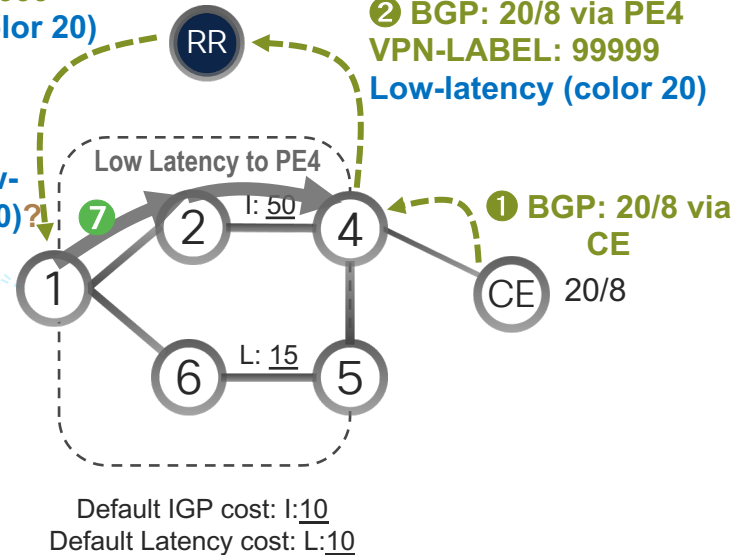 lor 20)
RR
❷ BGP: 20/8 via PE4
VPN-LABEL: 99999
Low-latency (color 20)
Low Latency to PE4
0)?
7
2
I: 50
4
❶ BGP: 20/8 via
CE
1
CE
20/8
6
L: 15
5
Default IGP cost: I:10
Default Latency cost: L:10